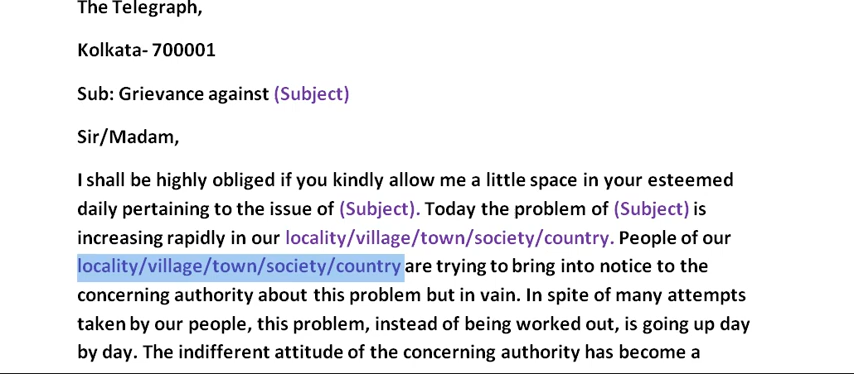 The Telegraph,
Kolkata- 700001
Sub: Grievance against (Subject)
Sir/Madam,
I shall be highly obliged if you kindly allow me a little space in your esteemed
daily pertaining to the issue of (Subject). Today the problem of (Subject) is
increasing rapidly in our locality/village/town/society/country. People of our
locality/village/town/society/country are trying to bring into notice to the
concerning authority about this problem but in vain. In spite of many attempts
taken by our people, this problem, instead of being worked out, is going up day
by day. The indifferent attitude of the concerning authority has become a